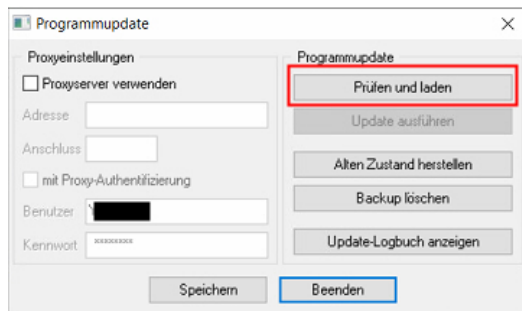 Programmupdate
Proxyeinstellungen
Proxyserver verwenden
Adresse
Anschluss
mit Proxy-Authentifizierung
Benutzer
Kennwort xxxxxxxx
Programmupdate
Prüfen und laden
Update ausführen
Alten Zustand herstellen
Backup löschen
Update-Logbuch anzeigen
Speichern
Beenden